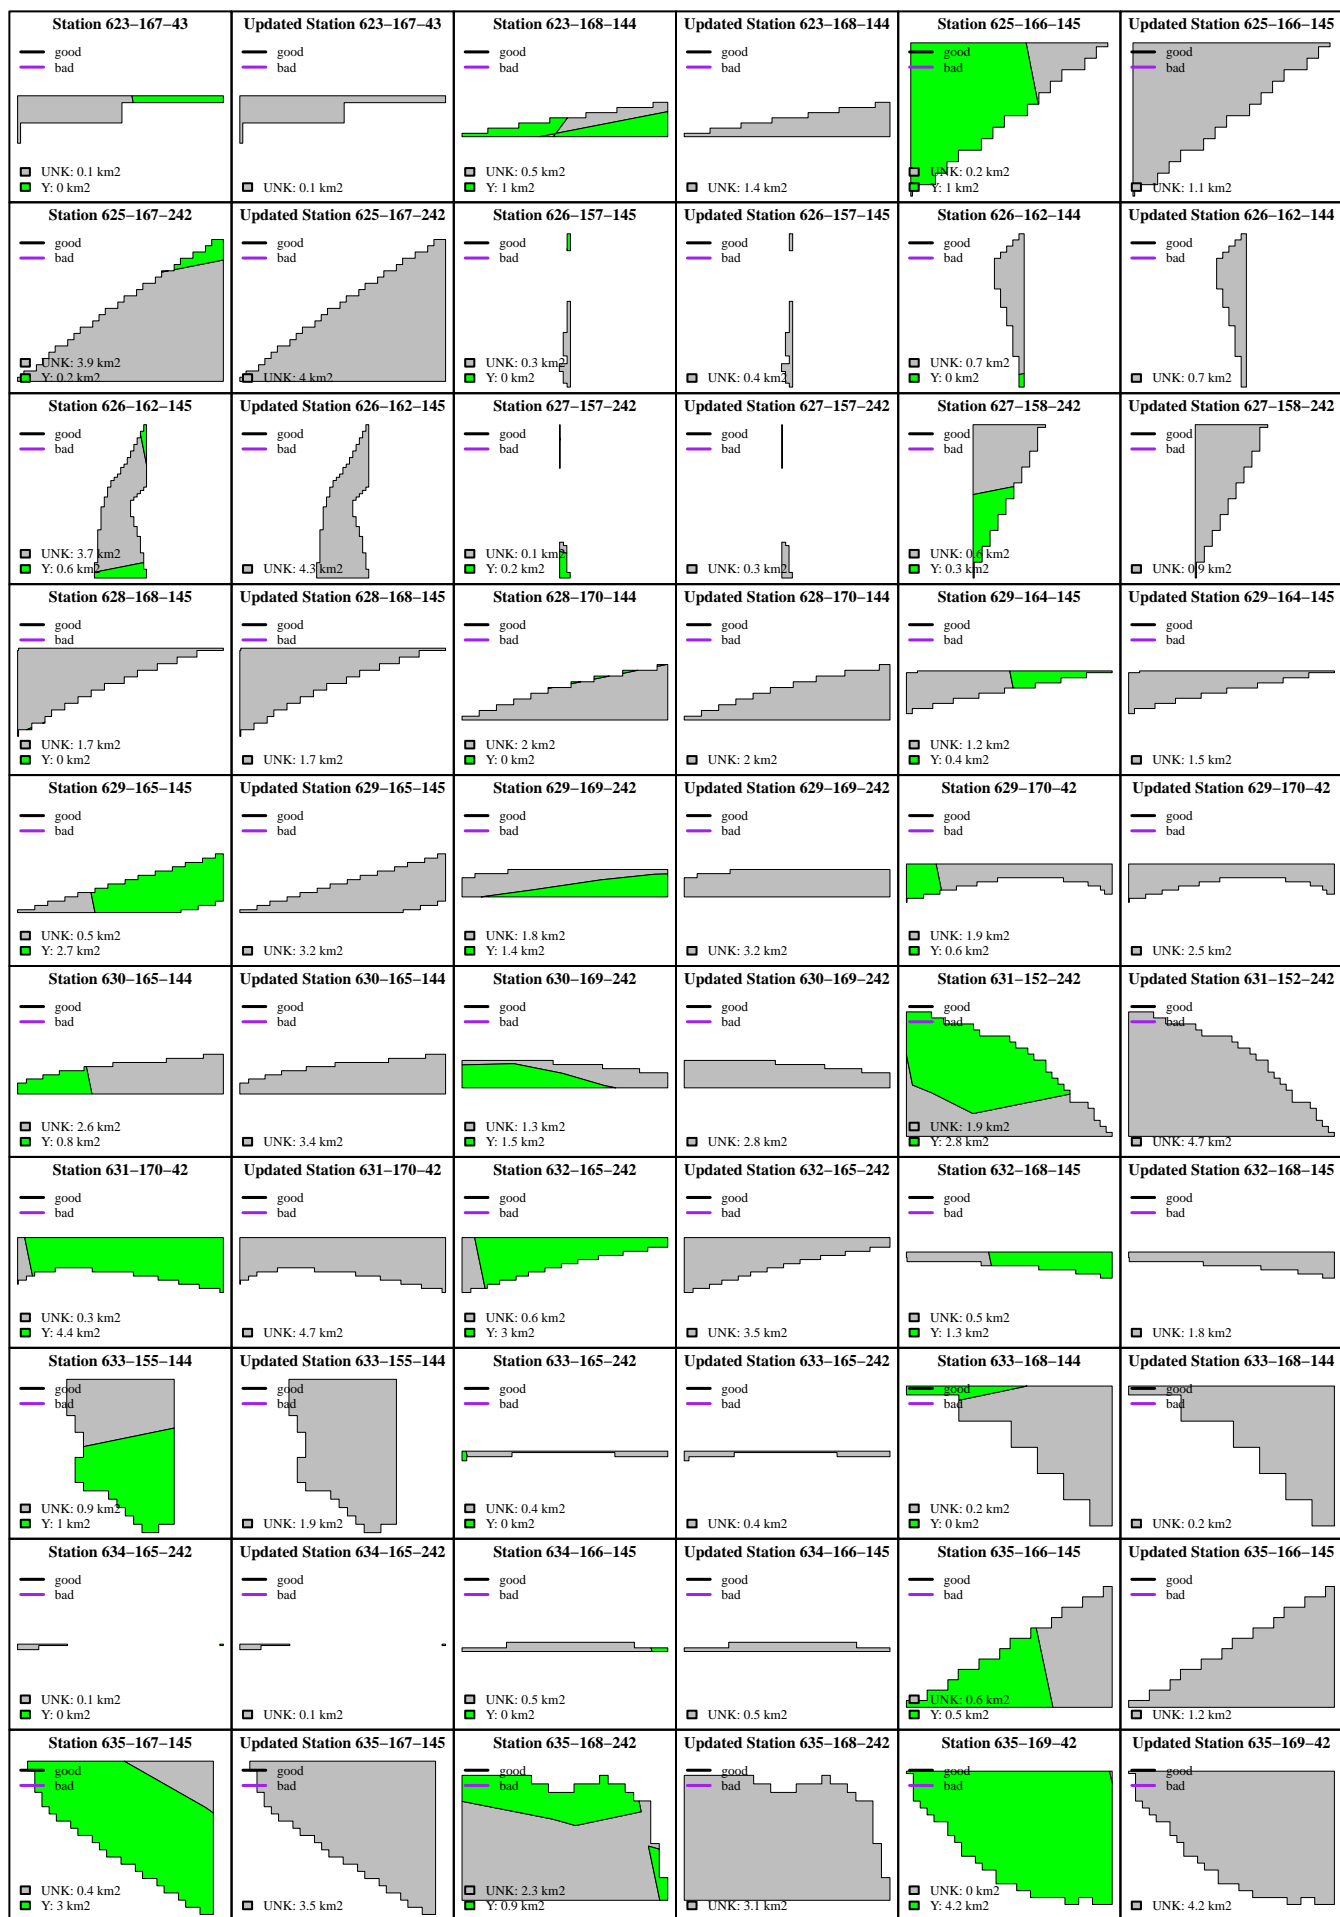 Station 623−167−43
good
bad
UNK: 0.1 km2
Y: 0 km2
Updated Station 623−167−43
good
bad
UNK: 0.1 km2
Station 623−168−144
good
bad
UNK: 0.5 km2
Y: 1 km2
Updated Station 623−168−144
good
bad
UNK: 1.4 km2
Station 625−166−145
good
bad
UNK: 0.2 km2
Y: 1 km2
Updated Station 625−166−145
good
bad
UNK: 1.1 km2
Station 625−167−242
good
bad
UNK: 3.9 km2
Y: 0.2 km2
Updated Station 625−167−242
good
bad
UNK: 4 km2
Station 626−157−145
good
bad
UNK: 0.3 km2
Y: 0 km2
Updated Station 626−157−145
good
bad
UNK: 0.4 km2
Station 626−162−144
good
bad
UNK: 0.7 km2
Y: 0 km2
Updated Station 626−162−144
good
bad
UNK: 0.7 km2
Station 626−162−145
good
bad
UNK: 3.7 km2
Y: 0.6 km2
Updated Station 626−162−145
good
bad
UNK: 4.3 km2
Station 627−157−242
good
bad
UNK: 0.1 km2
Y: 0.2 km2
Updated Station 627−157−242
good
bad
UNK: 0.3 km2
Station 627−158−242
good
bad
UNK: 0.6 km2
Y: 0.3 km2
Updated Station 627−158−242
good
bad
UNK: 0.9 km2
Station 628−168−145
good
bad
UNK: 1.7 km2
Y: 0 km2
Updated Station 628−168−145
good
bad
UNK: 1.7 km2
Station 628−170−144
good
bad
UNK: 2 km2
Y: 0 km2
Updated Station 628−170−144
good
bad
UNK: 2 km2
Station 629−164−145
good
bad
UNK: 1.2 km2
Y: 0.4 km2
Updated Station 629−164−145
good
bad
UNK: 1.5 km2
Station 629−165−145
good
bad
UNK: 0.5 km2
Y: 2.7 km2
Updated Station 629−165−145
good
bad
UNK: 3.2 km2
Station 629−169−242
good
bad
UNK: 1.8 km2
Y: 1.4 km2
Updated Station 629−169−242
good
bad
UNK: 3.2 km2
Station 629−170−42
good
bad
UNK: 1.9 km2
Y: 0.6 km2
Updated Station 629−170−42
good
bad
UNK: 2.5 km2
Station 630−165−144
good
bad
UNK: 2.6 km2
Y: 0.8 km2
Updated Station 630−165−144
good
bad
UNK: 3.4 km2
Station 630−169−242
good
bad
UNK: 1.3 km2
Y: 1.5 km2
Updated Station 630−169−242
good
bad
UNK: 2.8 km2
Station 631−152−242
good
bad
UNK: 1.9 km2
Y: 2.8 km2
Updated Station 631−152−242
good
bad
UNK: 4.7 km2
Station 631−170−42
good
bad
UNK: 0.3 km2
Y: 4.4 km2
Updated Station 631−170−42
good
bad
UNK: 4.7 km2
Station 632−165−242
good
bad
UNK: 0.6 km2
Y: 3 km2
Updated Station 632−165−242
good
bad
UNK: 3.5 km2
Station 632−168−145
good
bad
UNK: 0.5 km2
Y: 1.3 km2
Updated Station 632−168−145
good
bad
UNK: 1.8 km2
Station 633−155−144
good
bad
UNK: 0.9 km2
Y: 1 km2
Updated Station 633−155−144
good
bad
UNK: 1.9 km2
Station 633−165−242
good
bad
UNK: 0.4 km2
Y: 0 km2
Updated Station 633−165−242
good
bad
UNK: 0.4 km2
Station 633−168−144
good
bad
UNK: 0.2 km2
Y: 0 km2
Updated Station 633−168−144
good
bad
UNK: 0.2 km2
Station 634−165−242
good
bad
UNK: 0.1 km2
Y: 0 km2
Updated Station 634−165−242
good
bad
UNK: 0.1 km2
Station 634−166−145
good
bad
UNK: 0.5 km2
Y: 0 km2
Updated Station 634−166−145
good
bad
UNK: 0.5 km2
Station 635−166−145
good
bad
UNK: 0.6 km2
Y: 0.5 km2
Updated Station 635−166−145
good
bad
UNK: 1.2 km2
Station 635−167−145
good
bad
UNK: 0.4 km2
Y: 3 km2
Updated Station 635−167−145
good
bad
UNK: 3.5 km2
Station 635−168−242
good
bad
UNK: 2.3 km2
Y: 0.9 km2
Updated Station 635−168−242
good
bad
UNK: 3.1 km2
Station 635−169−42
good
bad
UNK: 0 km2
Y: 4.2 km2
Updated Station 635−169−42
good
bad
UNK: 4.2 km2